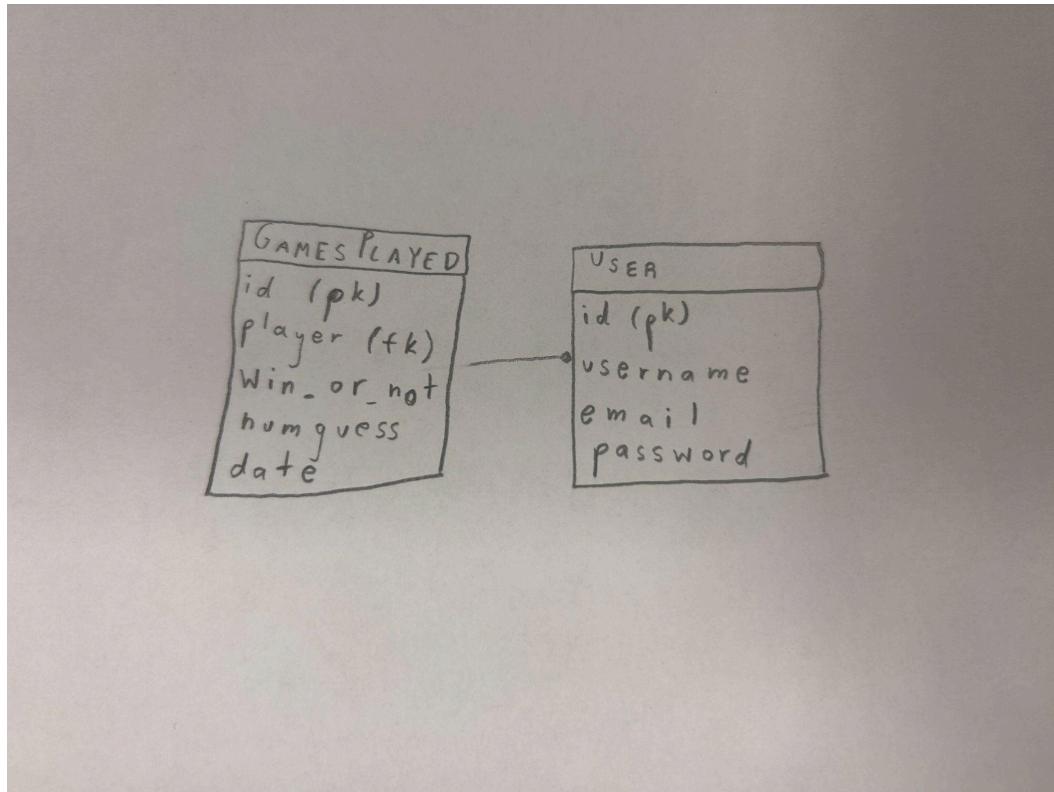 GAMES PLAYED
id (pk)
player (fk)
win_or_not
numguess
date
USER
id (pk)
username
email
password